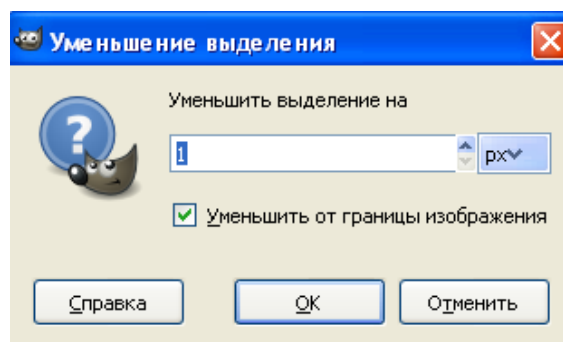 Уменьшение выделения
Уменьшить выделение на
1 px
Уменьшить от границы изображения
Справка OK Отменить